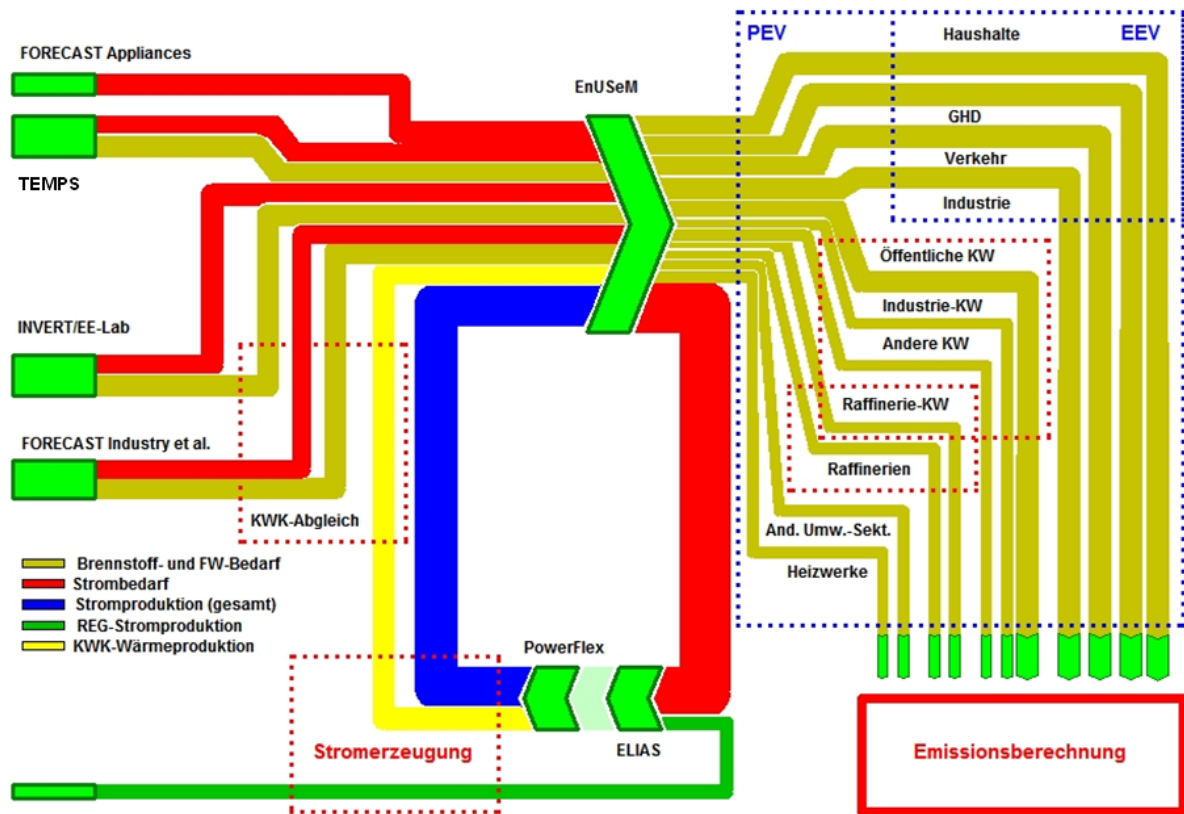 FORECAST Appliances
TEMPS
INVERT/EE-Lab
FORECAST Industry et al.
KWK-Abgleich
Brennstoff- und FW-Bedarf
Strombedarf
Stromproduktion (gesamt)
REG-Stromproduktion
KWK-Wärmeproduktion
EnUSeM
PowerFlex
ELIAS
Stromerzeugung
PEV
EEV
Haushalte
GHD
Verkehr
Industrie
Öffentliche KW
Industrie-KW
Andere KW
Raffinerie-KW
Raffinerien
And. Umw.-Sekt.
Heizwerke
Emissionsberechnung